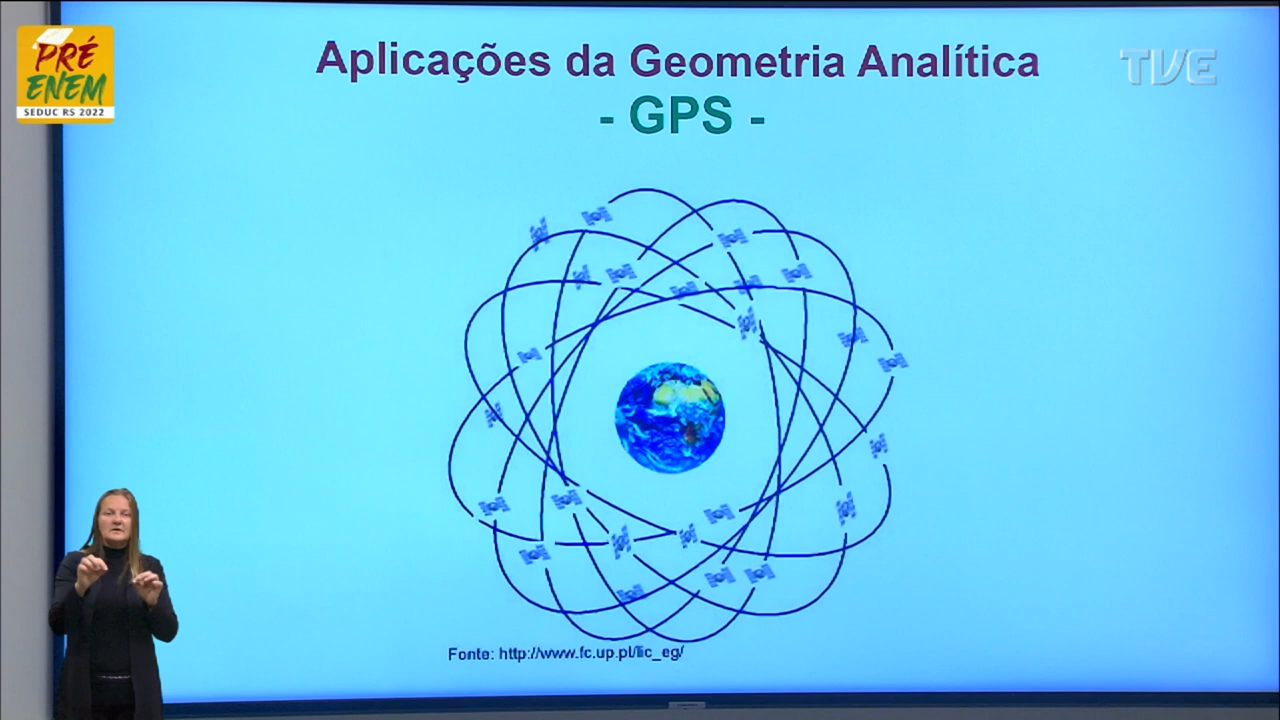 PRÉ
ENEM
SEDUC RS 2022
Aplicações da Geometria Analítica
- GPS -
TVE
Fonte: http://www.fc.up.pt/lic_eg/